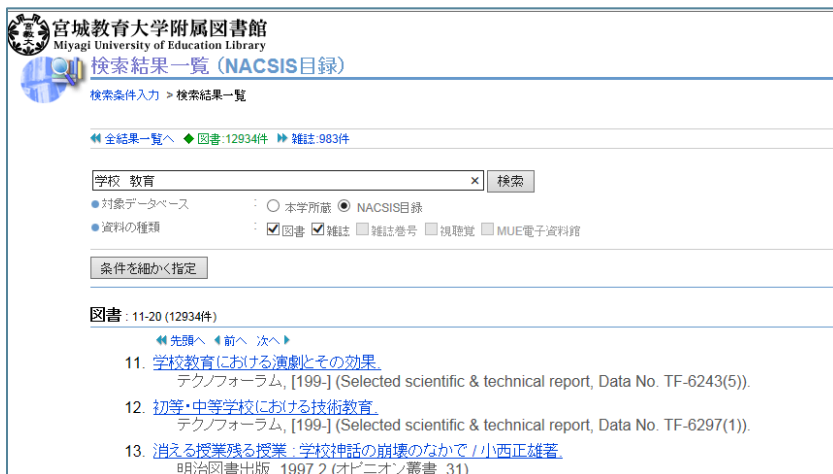 宮城教育大学附属図書館
Miyagi University of Education Library
検索結果一覧 (NACSIS目録)
検索条件入力 > 検索結果一覧
全結果一覧へ ◆ 図書:12934件 雑誌:983件
学校 教育 × 検索
●対象データベース : ○ 本学所蔵 ◉ NACSIS目録
●資料の種類 : ☑図書 ☑雑誌 □雑誌巻号 □視聴覚 □MUE電子資料館
条件を細かく指定
図書 : 11-20 (12934件)
先頭へ 前へ 次へ
11. 学校教育における演劇とその効果.
テクノフォーラム, [199-] (Selected scientific & technical report, Data No. TF-6243(5)).
12. 初等・中等学校における技術教育.
テクノフォーラム, [199-] (Selected scientific & technical report, Data No. TF-6297(1)).
13. 消える授業残る授業 : 学校神話の崩壊のなかで / 小西正雄著.
明治図書出版, 1997.2 (オピニオン叢書, 31)